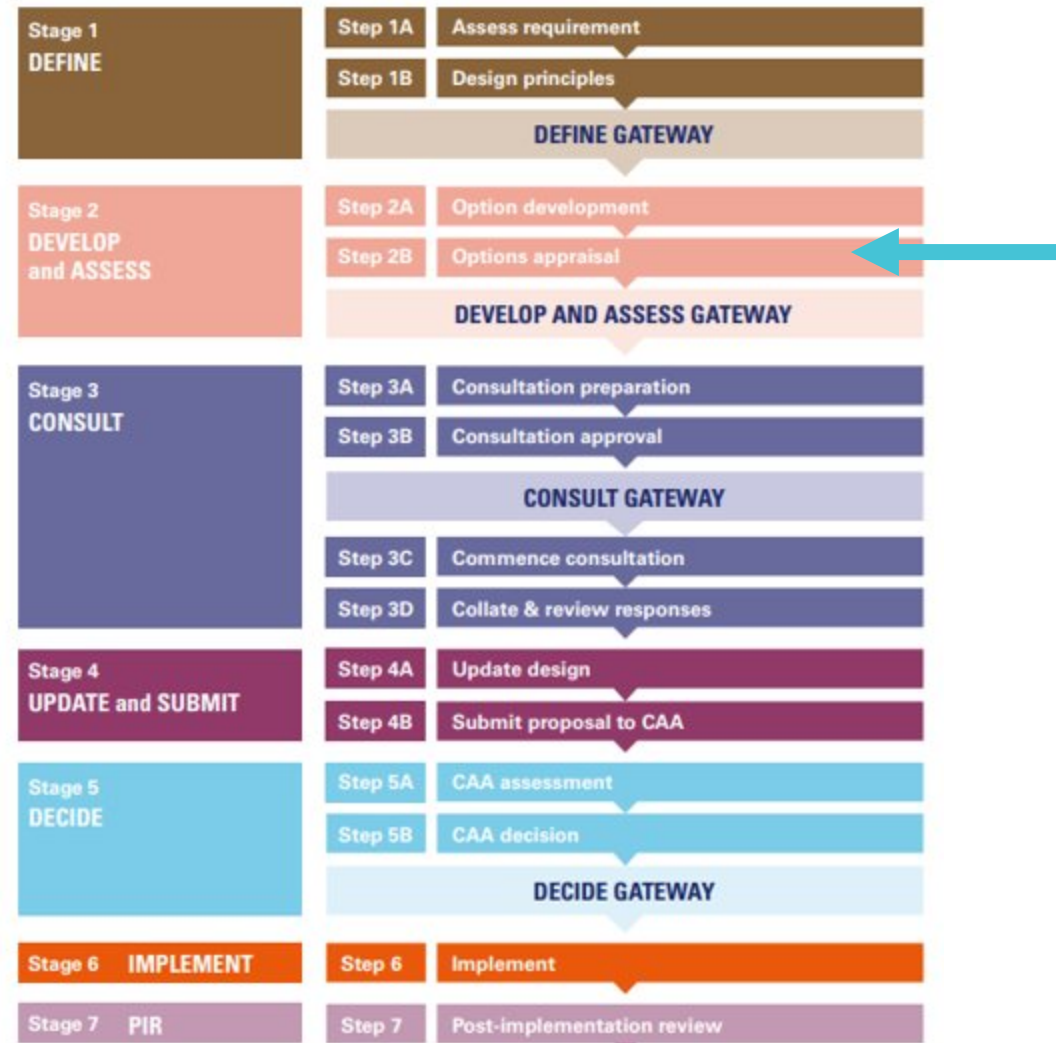 Stage 1
DEFINE
Step 1A Assess requirement
Step 1B Design principles
DEFINE GATEWAY
Stage 2
DEVELOP
and ASSESS
Step 2A Option development
Step 2B Options appraisal
DEVELOP AND ASSESS GATEWAY
Stage 3
CONSULT
Step 3A Consultation preparation
Step 3B Consultation approval
CONSULT GATEWAY
Step 3C Commence consultation
Step 3D Collate & review responses
Stage 4
UPDATE and SUBMIT
Step 4A Update design
Step 4B Submit proposal to CAA
Stage 5
DECIDE
Step 5A CAA assessment
Step 5B CAA decision
DECIDE GATEWAY
Stage 6 IMPLEMENT
Step 6 Implement
Stage 7 PIR
Step 7 Post-implementation review